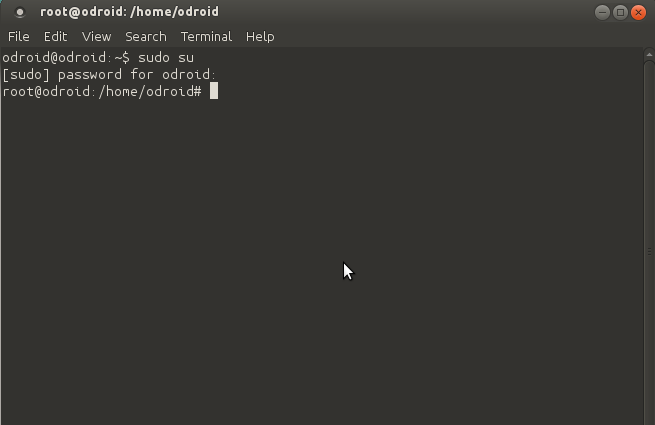 root@odroid: /home/odroid
File Edit View Search Terminal Help
odroid@odroid:~$ sudo su
[sudo] password for odroid:
root@odroid:/home/odroid#